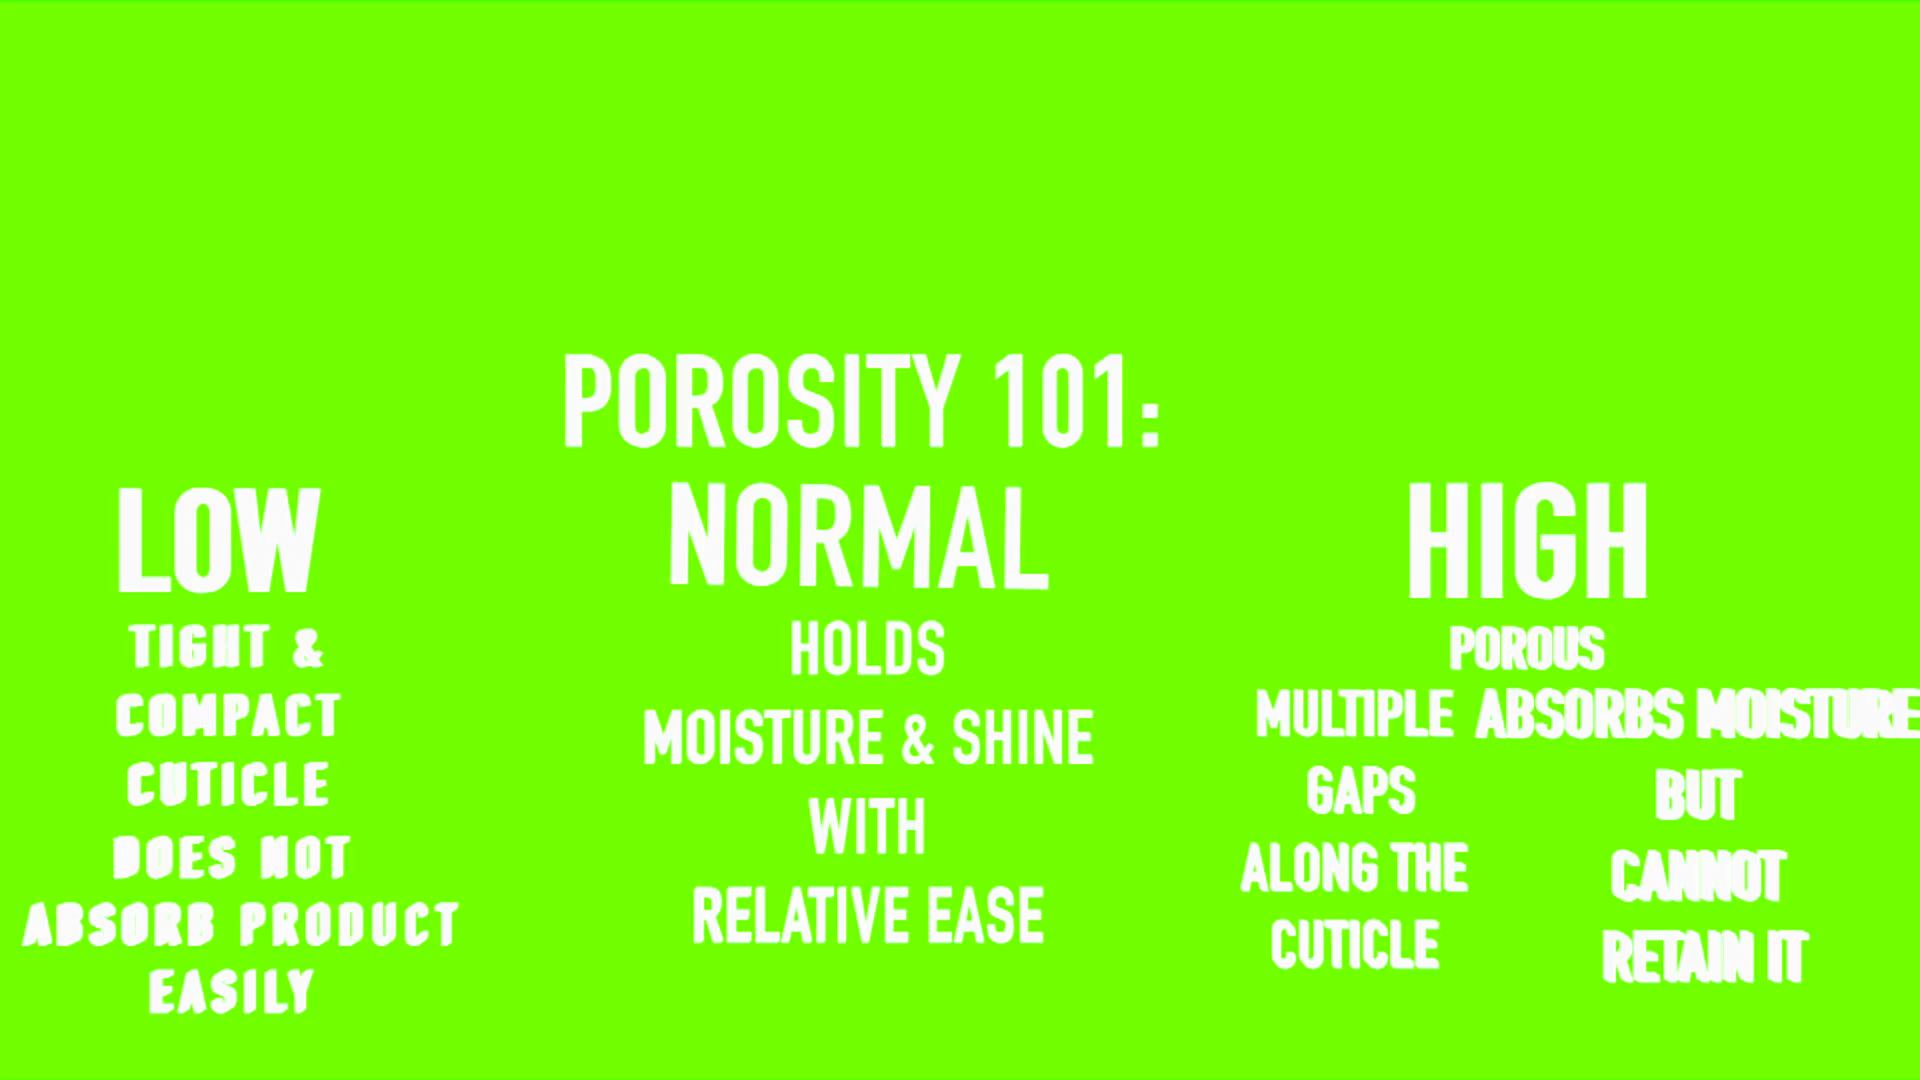 POROSITY 101:
LOW
TIGHT &
COMPACT
CUTICLE
DOES NOT
ABSORB PRODUCT
EASILY
NORMAL
HOLDS
MOISTURE & SHINE
WITH
RELATIVE EASE
HIGH
POROUS
MULTIPLE
GAPS
ALONG THE
CUTICLE
ABSORBS MOISTURE
BUT
CANNOT
RETAIN IT